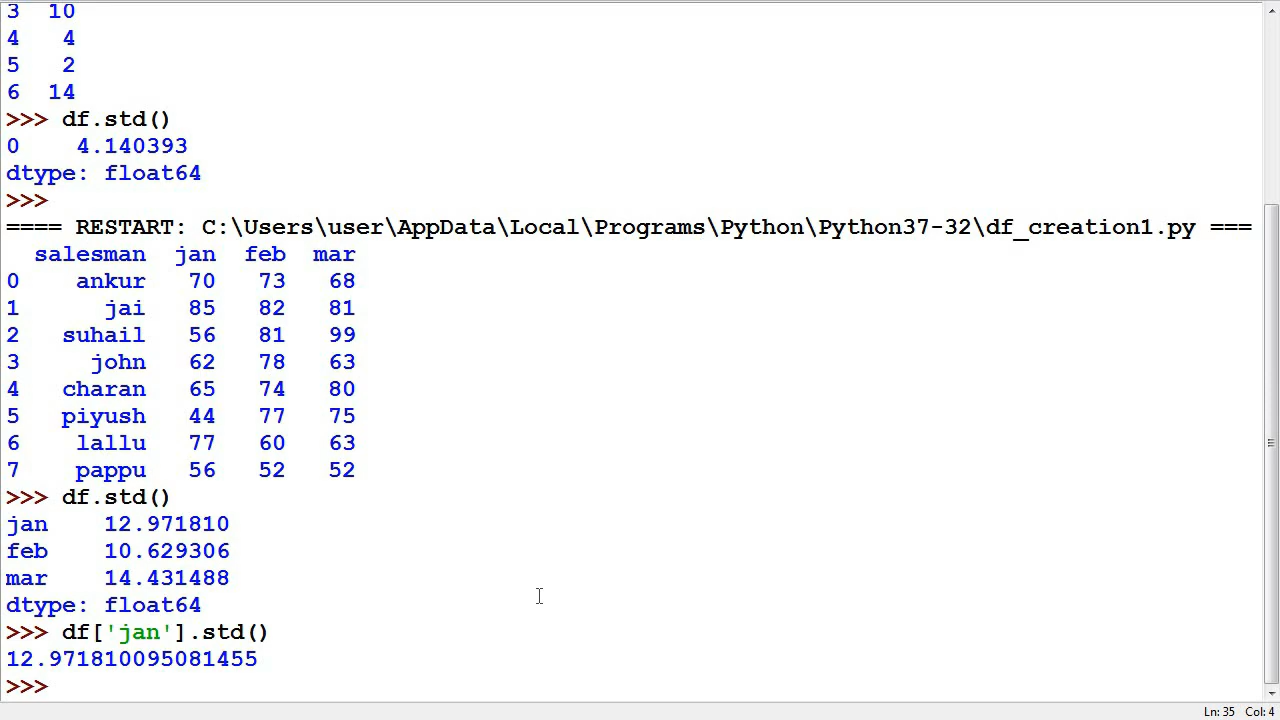 3  10
4   4
5   2
6  14
>>> df.std()
0    4.140393
dtype: float64
>>>
==== RESTART: C:\Users\user\AppData\Local\Programs\Python\Python37-32\df_creation1.py ===
  salesman  jan  feb  mar
0    ankur   70   73   68
1      jai   85   82   81
2   suhail   56   81   99
3     john   62   78   63
4   charan   65   74   80
5   piyush   44   77   75
6    lallu   77   60   63
7    pappu   56   52   52
>>> df.std()
jan    12.971810
feb    10.629306
mar    14.431488
dtype: float64
>>> df['jan'].std()
12.971810095081455
>>>
Ln: 35  Col: 4